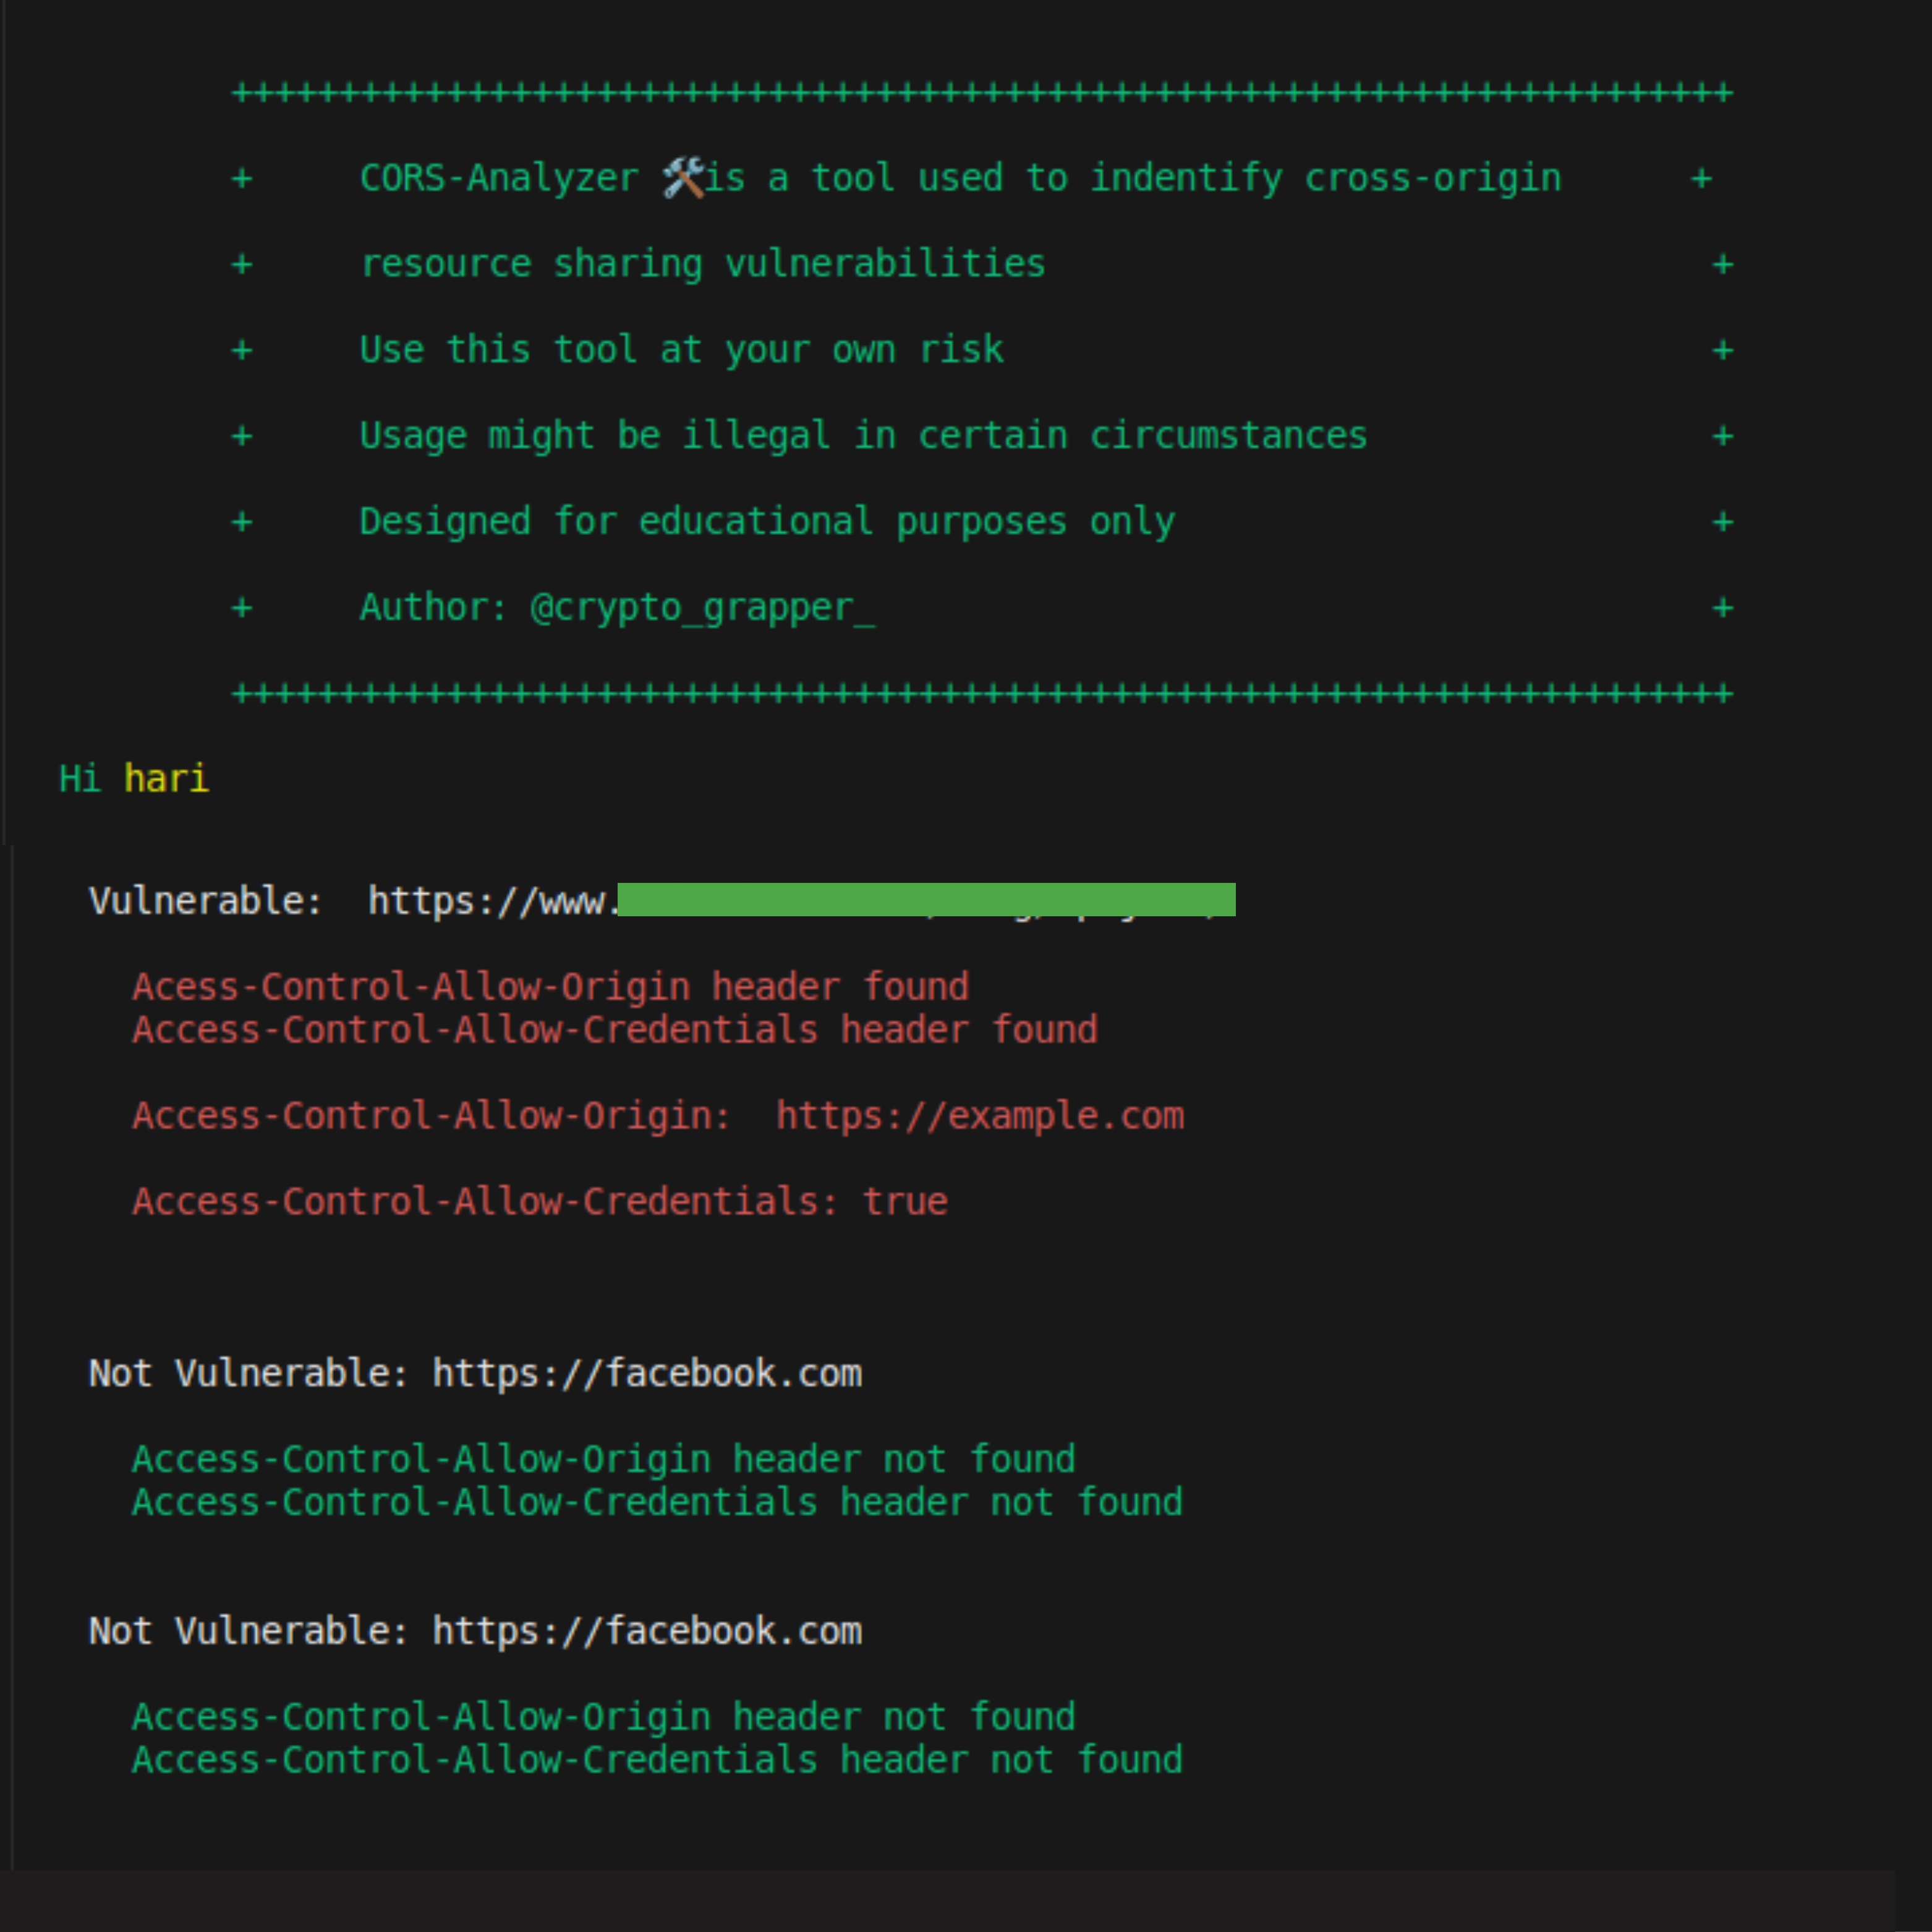 ++++++++++++++++++++++++++++++++++++++++++++++++++++++++++++++++++++++
+ CORS-Analyzer 🛠is a tool used to indentify cross-origin +
+ resource sharing vulnerabilities +
+ Use this tool at your own risk +
+ Usage might be illegal in certain circumstances +
+ Designed for educational purposes only +
+ Author: @crypto_grapper_ +
++++++++++++++++++++++++++++++++++++++++++++++++++++++++++++++++++++++
Hi hari
Vulnerable: https://www.
Acess-Control-Allow-Origin header found
Access-Control-Allow-Credentials header found
Access-Control-Allow-Origin: https://example.com
Access-Control-Allow-Credentials: true
Not Vulnerable: https://facebook.com
Access-Control-Allow-Origin header not found
Access-Control-Allow-Credentials header not found
Not Vulnerable: https://facebook.com
Access-Control-Allow-Origin header not found
Access-Control-Allow-Credentials header not found